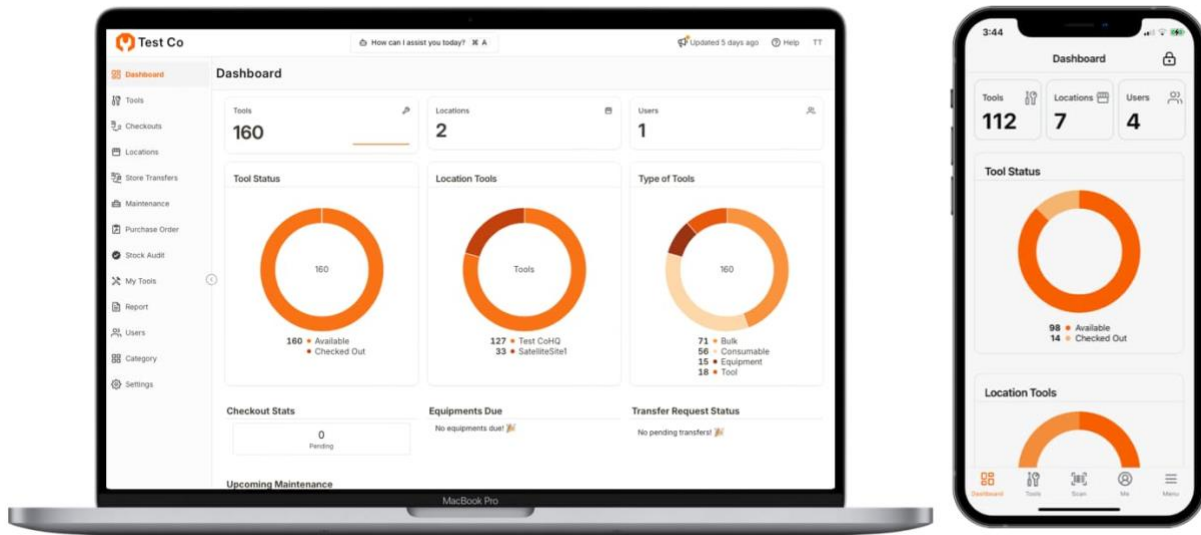 Test Co
How can I assist you today? ⌘ A
Updated 5 days ago
Help
TT
Dashboard
Tools
Checkouts
Locations
Store Transfers
Maintenance
Purchase Order
Stock Audit
My Tools
Report
Users
Category
Settings
Dashboard
Tools
160
Locations
2
Users
1
Tool Status
160
160 Available
Checked Out
Location Tools
Tools
127 Test CoHQ
33 SatelliteSite1
Type of Tools
160
71 Bulk
56 Consumable
15 Equipment
18 Tool
Checkout Stats
0
Pending
Equipments Due
No equipments due! 🎉
Transfer Request Status
No pending transfers! 🎉
Upcoming Maintenance
MacBook Pro
3:44
Dashboard
Tools
112
Locations
7
Users
4
Tool Status
98 Available
14 Checked Out
Location Tools
Dashboard
Tools
Scan
Me
Menu